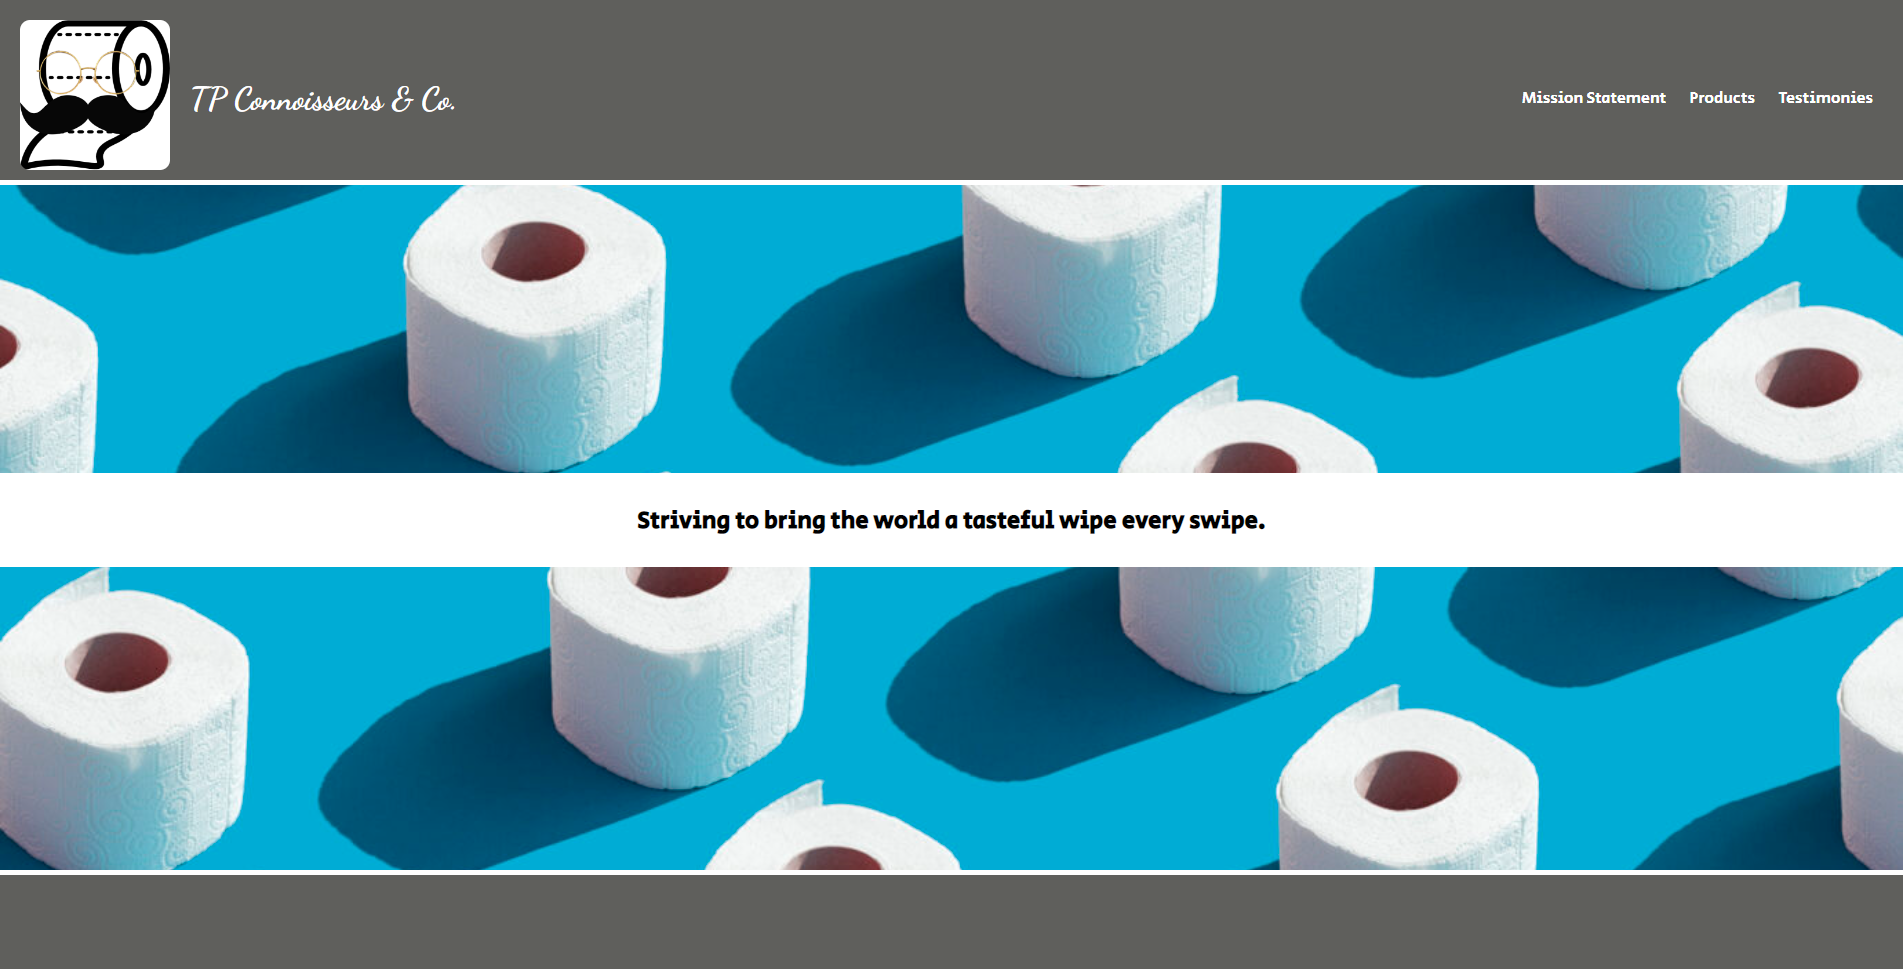 TP Connoisseurs & Co.
Mission Statement Products Testimonies
Striving to bring the world a tasteful wipe every swipe.